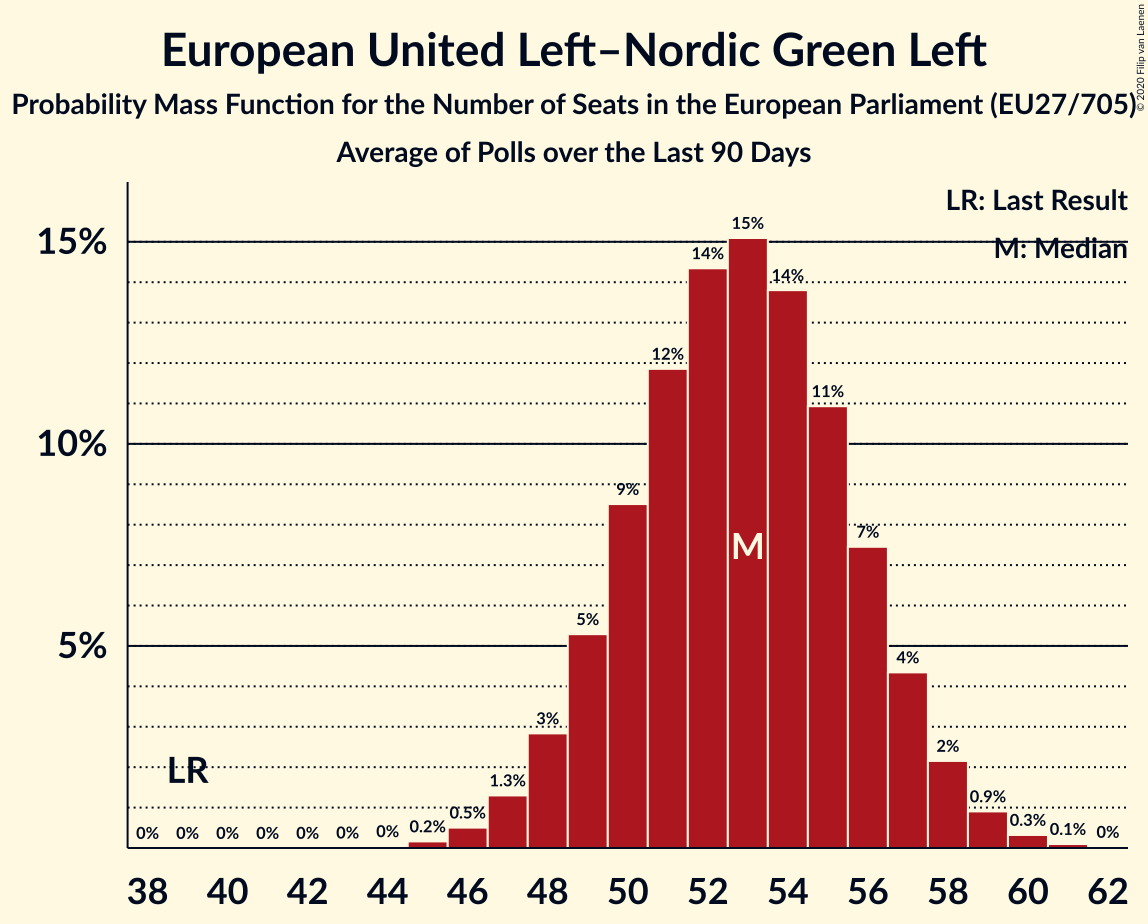 European United Left–Nordic Green Left
Probability Mass Function for the Number of Seats in the European Parliament (EU27/705)
Average of Polls over the Last 90 Days
© 2020 Filip van Laenen
LR: Last Result
M: Median
15%
10%
5%
0% 0% 0% 0% 0% 0% 0% 0.2% 0.5% 1.3% 3% 5% 9% 12% 14% 15% 14% 11% 7% 4% 2% 0.9% 0.3% 0.1% 0%
LR
M
38 40 42 44 46 48 50 52 54 56 58 60 62